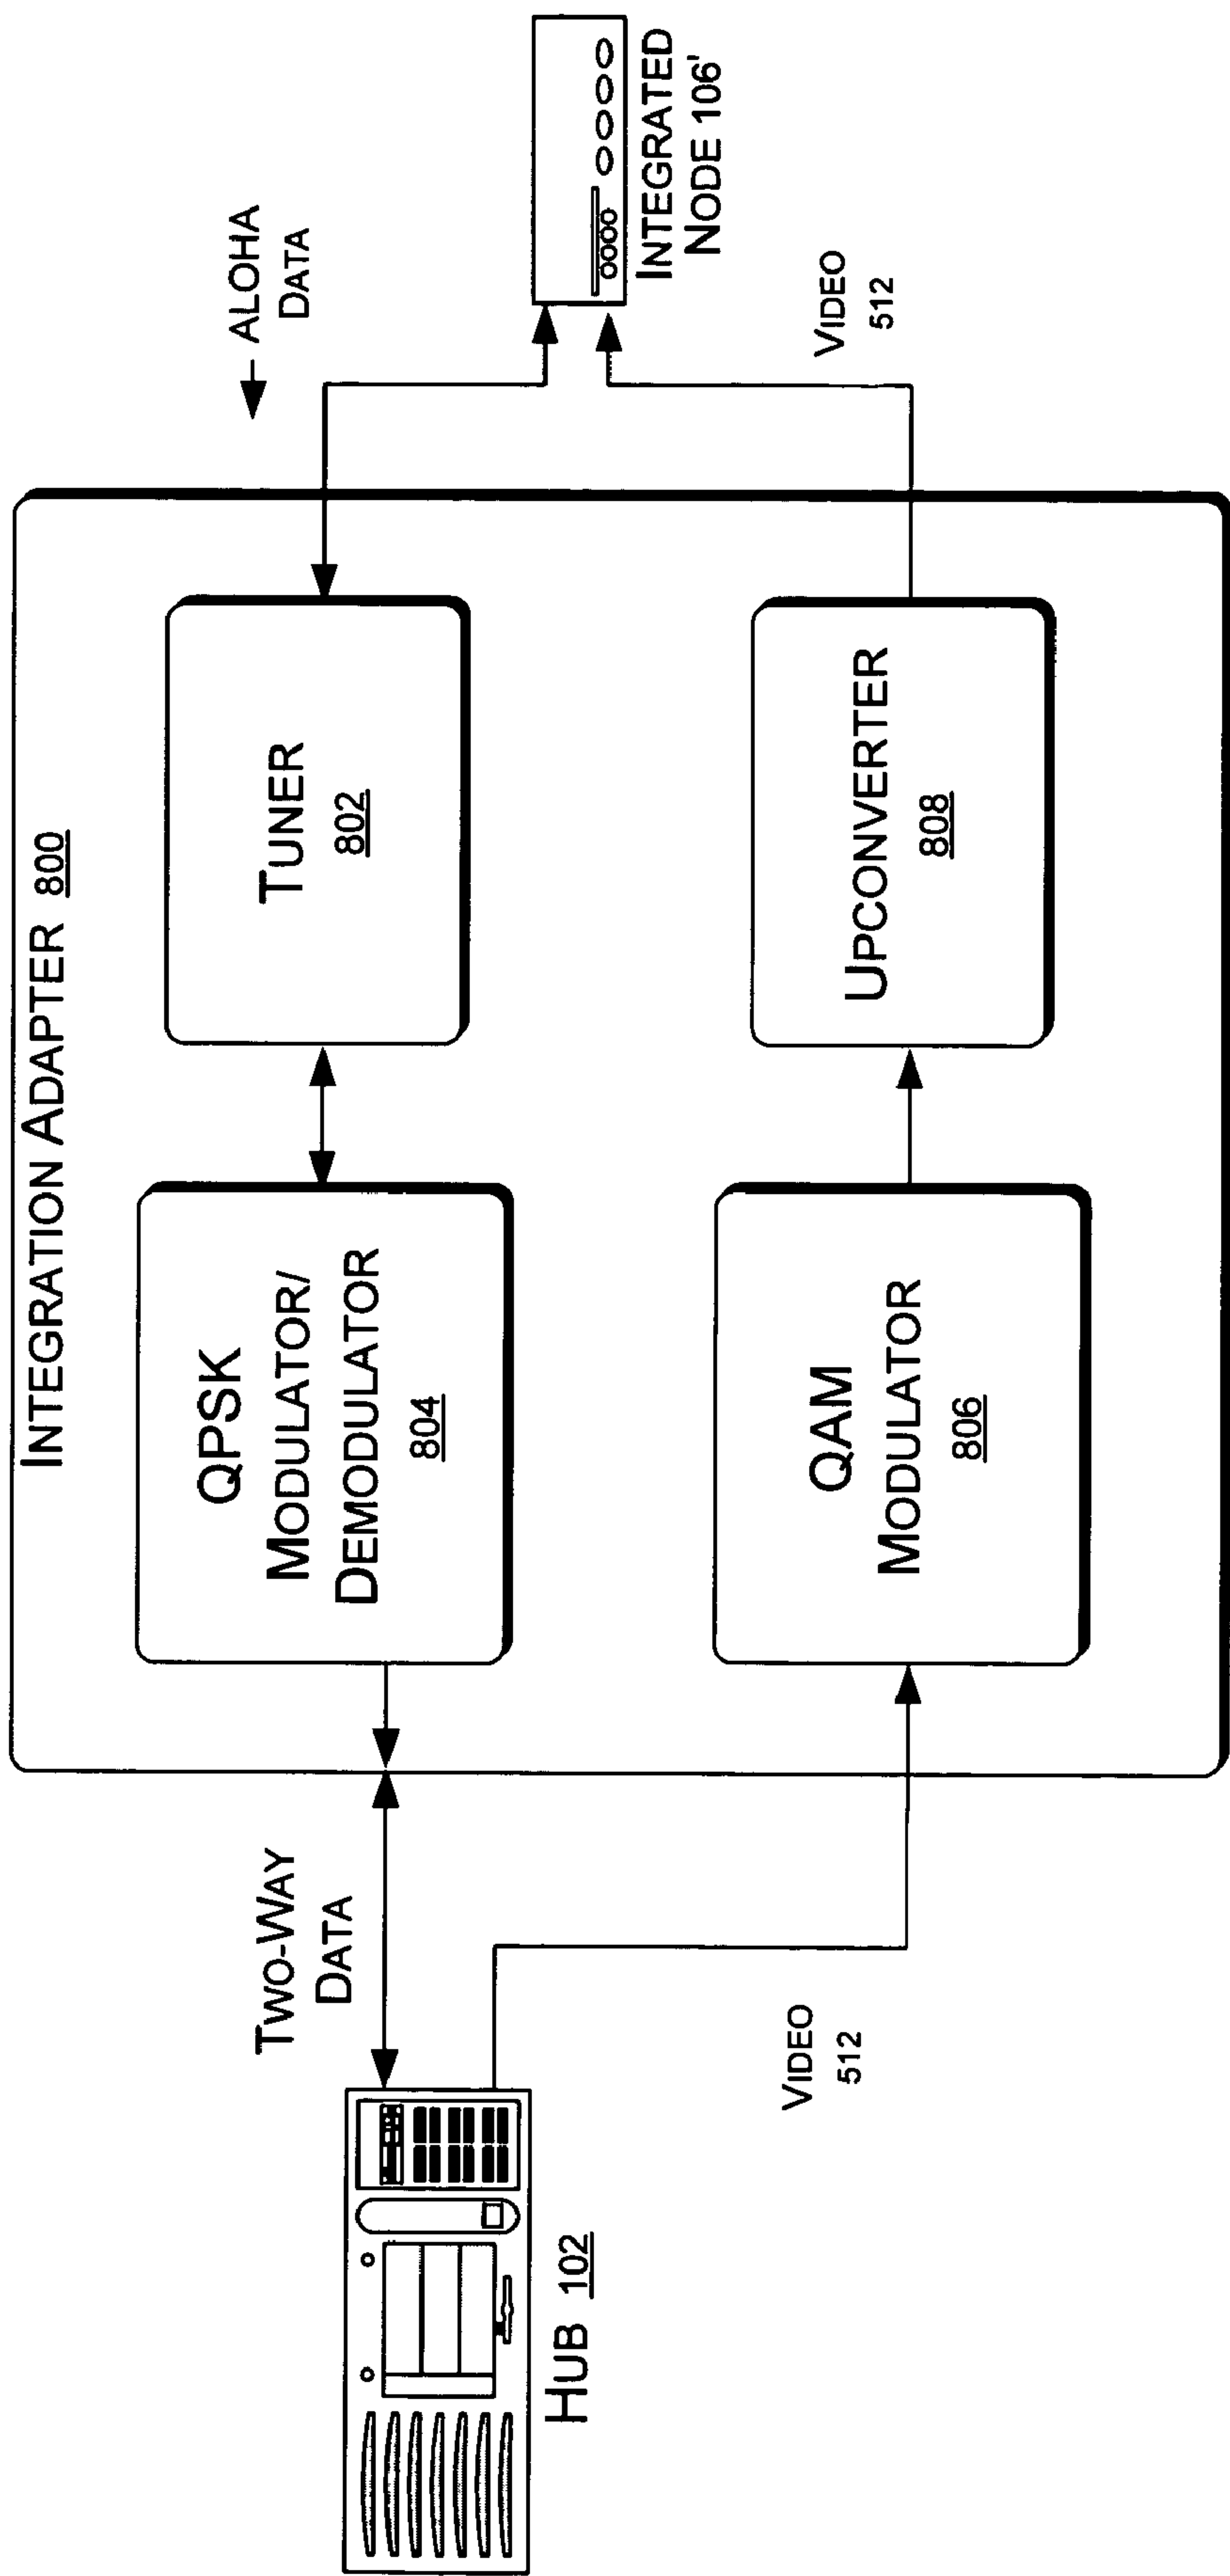 INTEGRATION ADAPTER 800
TWO-WAY
DATA
QPSK
MODULATOR/
DEMODULATOR
804
TUNER
802
ALOHA
DATA
HUB 102
INTEGRATED
NODE 106'
VIDEO
512
QAM
MODULATOR
806
UPCONVERTER
808
VIDEO
512